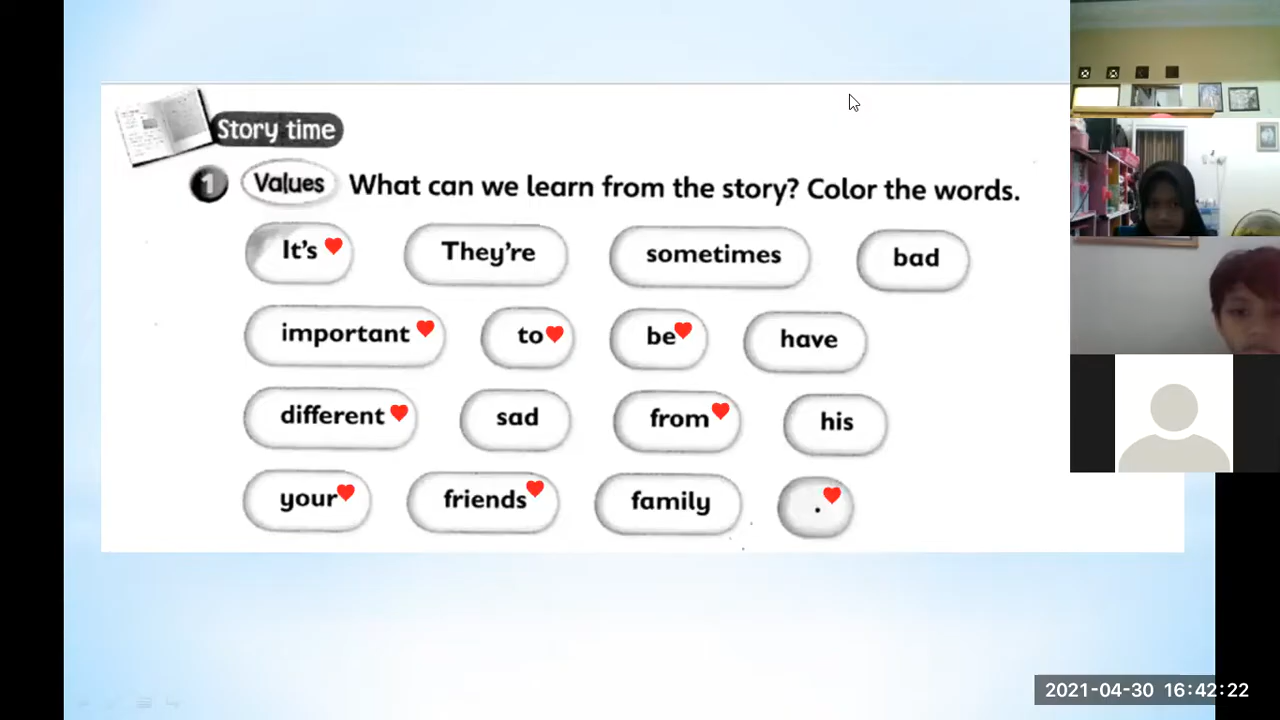 Story time
1 Values What can we learn from the story? Color the words.
It's They're sometimes bad
important to be have
different sad from his
your friends family .
2021-04-30 16:42:22